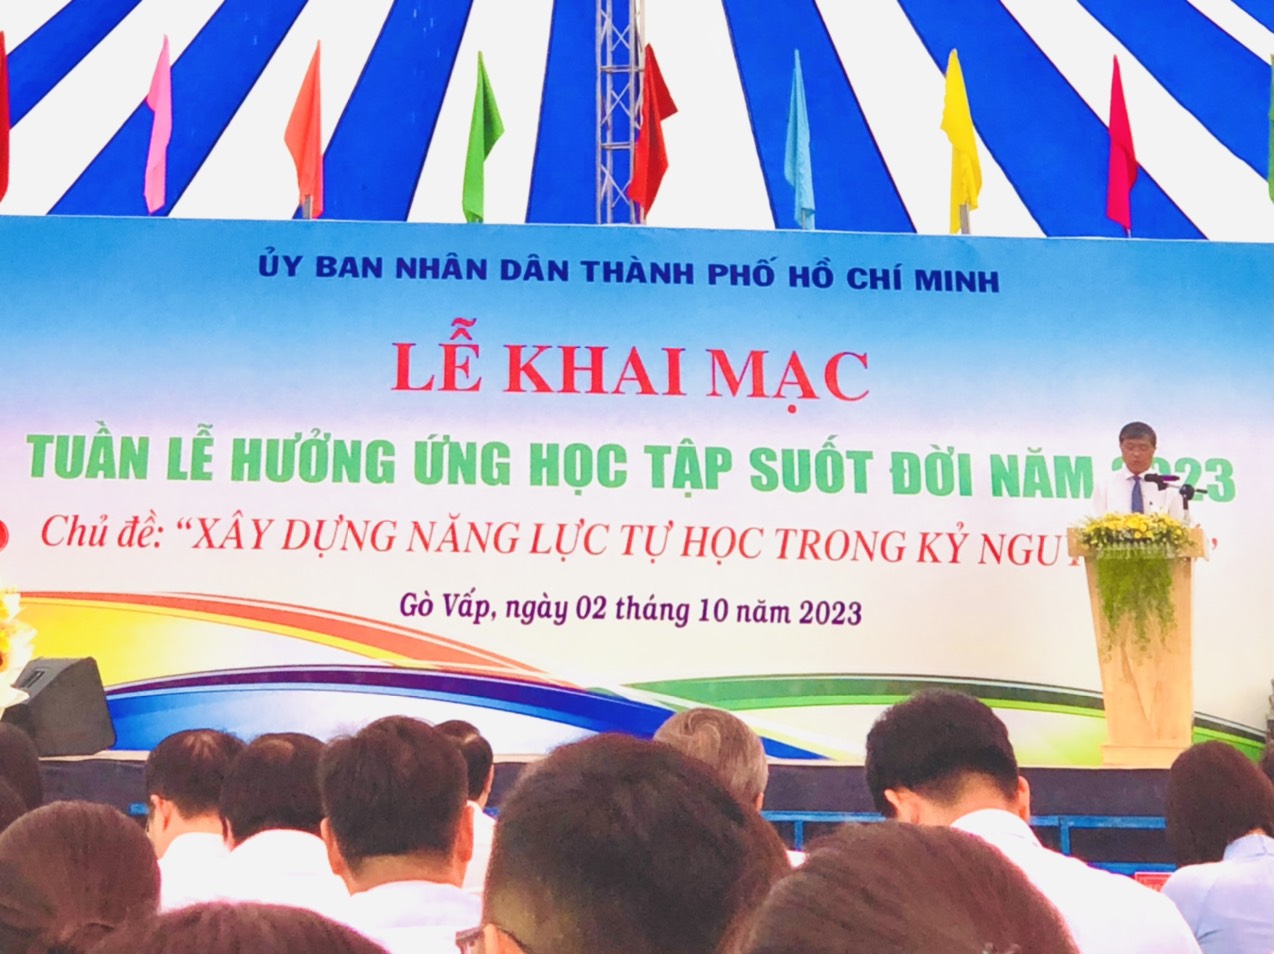 ỦY BAN NHÂN DÂN THÀNH PHỐ HỒ CHÍ MINH
LỄ KHAI MẠC
TUẦN LỄ HƯỞNG ỨNG HỌC TẬP SUỐT ĐỜI NĂM 2023
Chủ đề: “XÂY DỰNG NĂNG LỰC TỰ HỌC TRONG KỶ
Gò Vấp, ngày 02 tháng 10 năm 2023